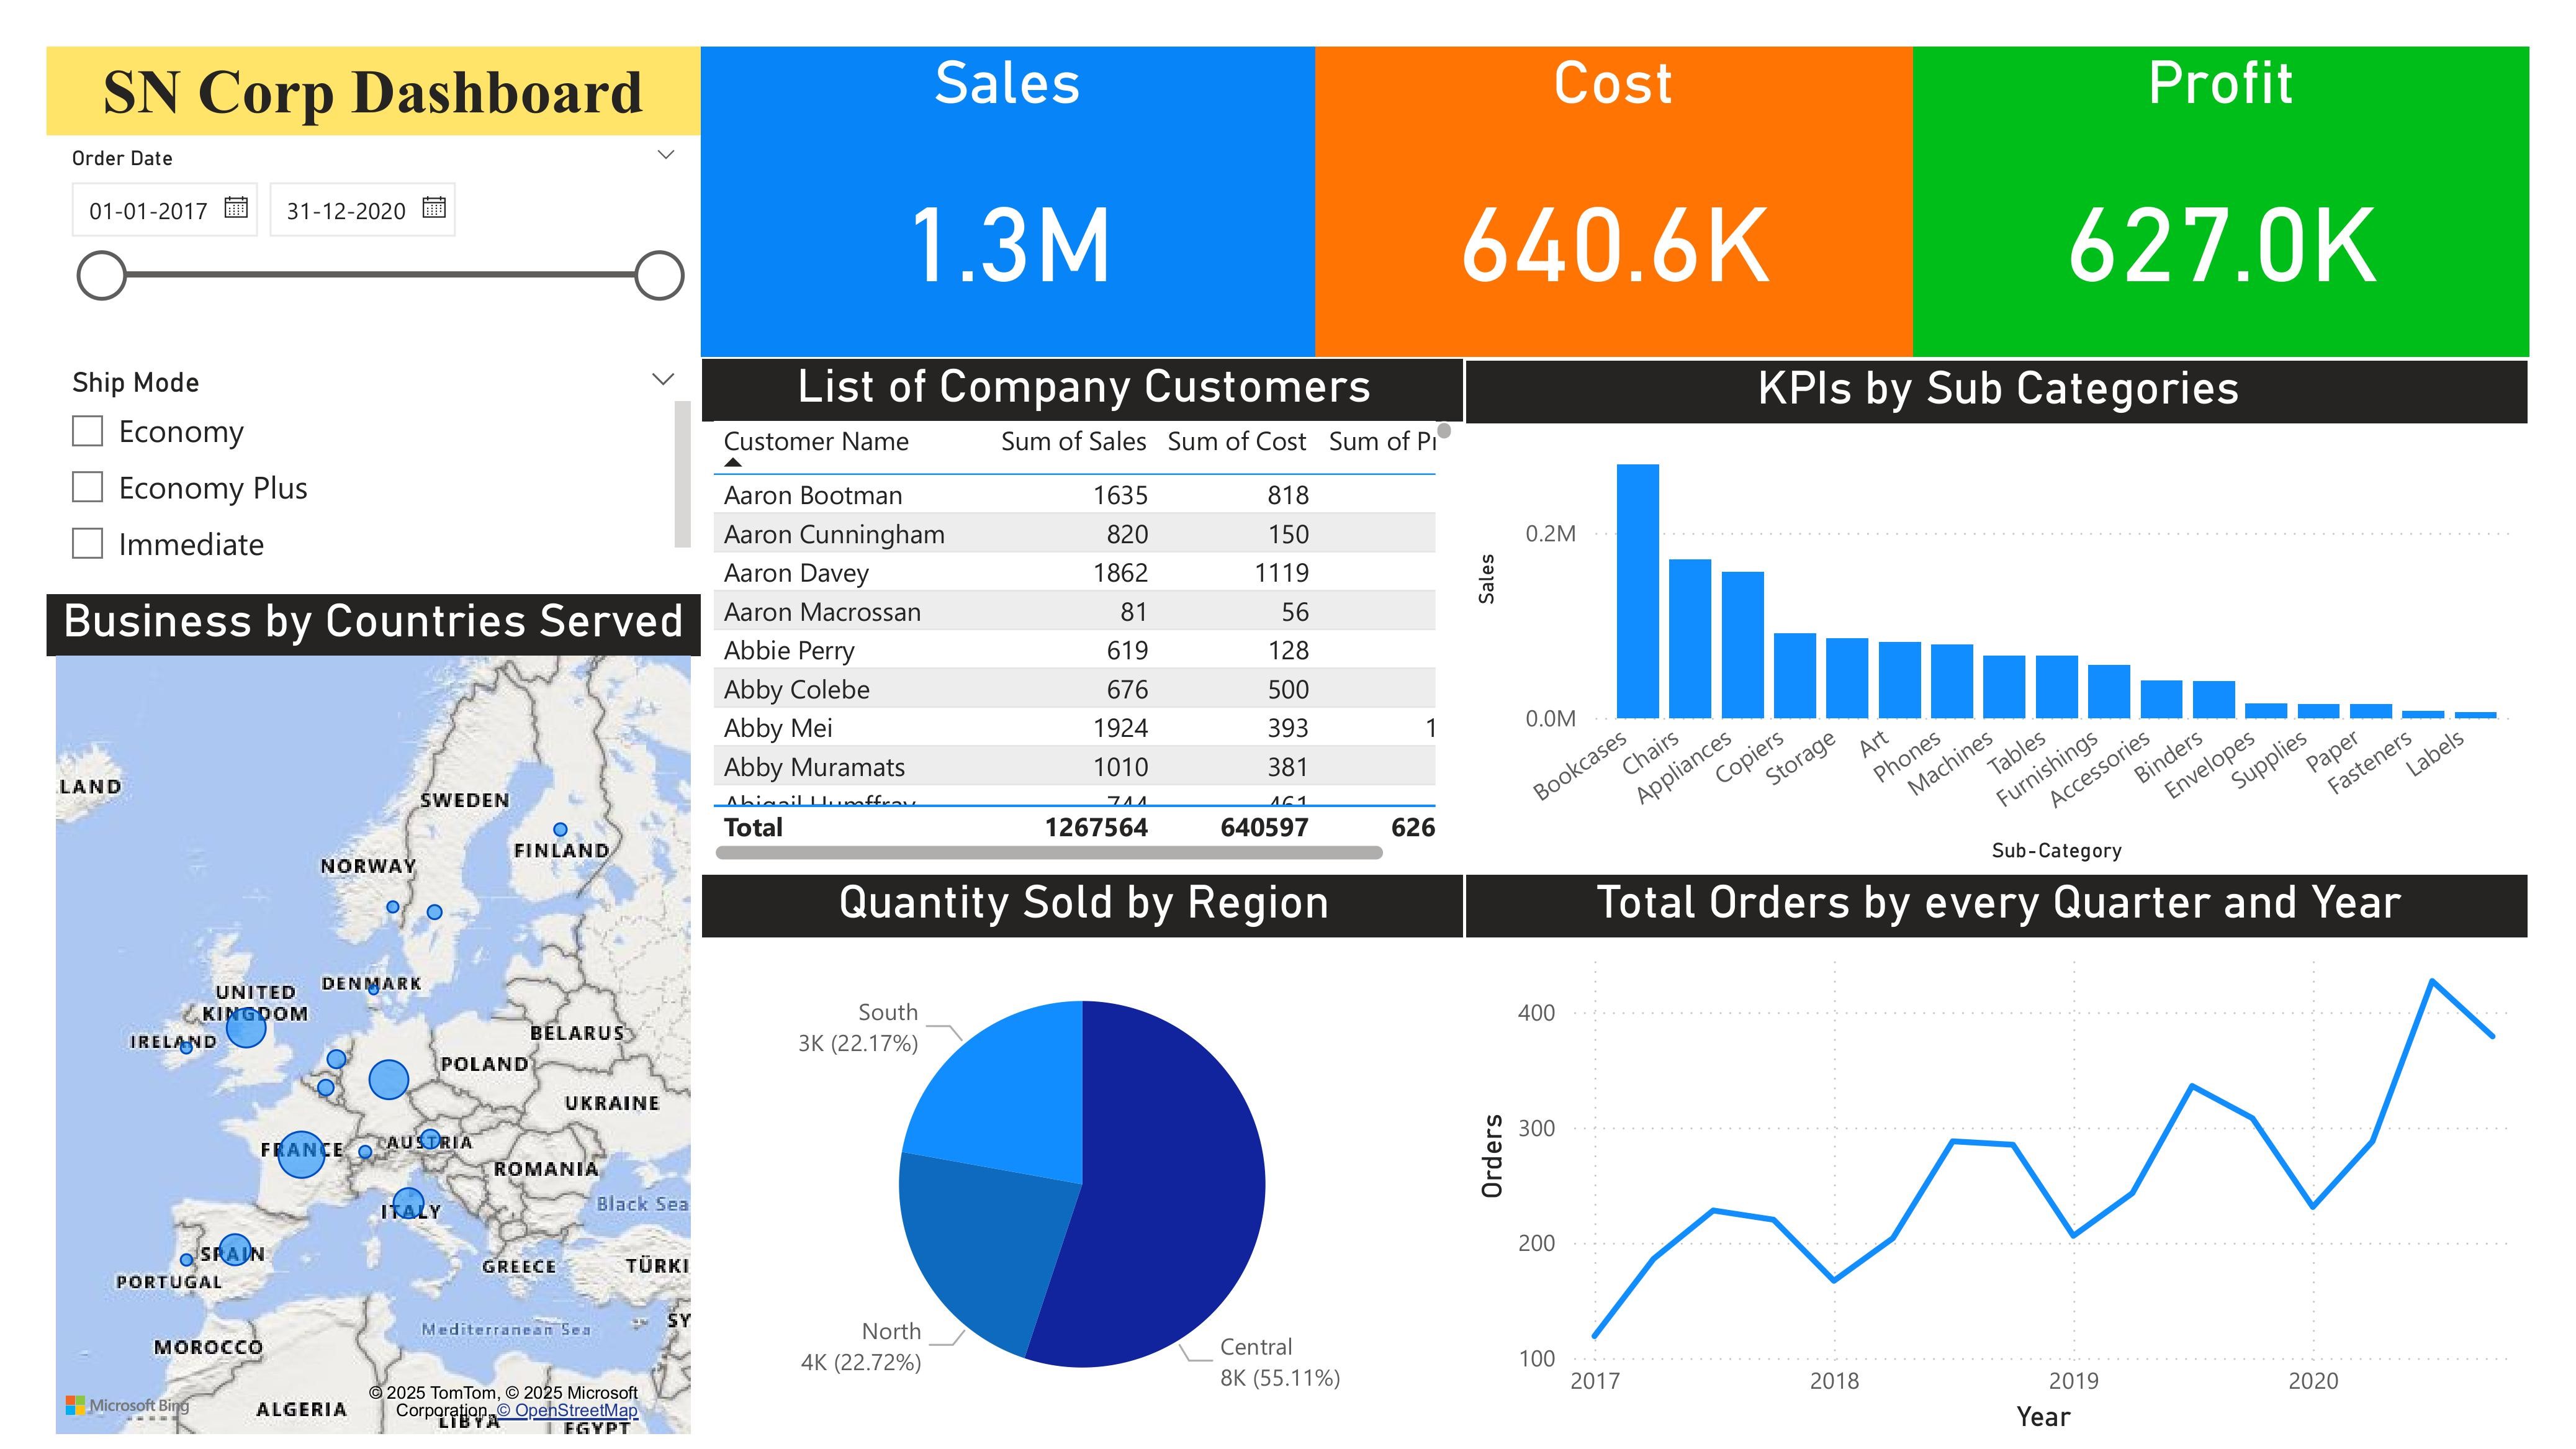 SN Corp Dashboard
Order Date
01-01-2017
31-12-2020
Ship Mode
Economy
Economy Plus
Immediate
Sales
1.3M
Cost
640.6K
Profit
627.0K
Business by Countries Served
LAND
SWEDEN
FINLAND
NORWAY
DENMARK
UNITED
KINGDOM
IRELAND
BELARUS
POLAND
UKRAINE
FRANCE
AUSTRIA
ROMANIA
Black Sea
ITALY
SPAIN
PORTUGAL
GREECE
TÜRKI
SY
Mediterranean Sea
MOROCCO
ALGERIA
LIBYA
EGYPT
Microsoft Bing
© 2025 TomTom, © 2025 Microsoft
Corporation, © OpenStreetMap
List of Company Customers
Customer Name Sum of Sales Sum of Cost Sum of Pr
Aaron Bootman 1635 818
Aaron Cunningham 820 150
Aaron Davey 1862 1119
Aaron Macrossan 81 56
Abbie Perry 619 128
Abby Colebe 676 500
Abby Mei 1924 393 1
Abby Muramats 1010 381
Abigail Humffray 744 461
Total 1267564 640597 626
KPIs by Sub Categories
Sales
0.2M
0.0M
Bookcases
Chairs
Appliances
Copiers
Storage
Art
Phones
Machines
Tables
Furnishings
Accessories
Binders
Envelopes
Supplies
Paper
Fasteners
Labels
Sub-Category
Quantity Sold by Region
South
3K (22.17%)
North
4K (22.72%)
Central
8K (55.11%)
Total Orders by every Quarter and Year
Orders
400
300
200
100
2017 2018 2019 2020
Year